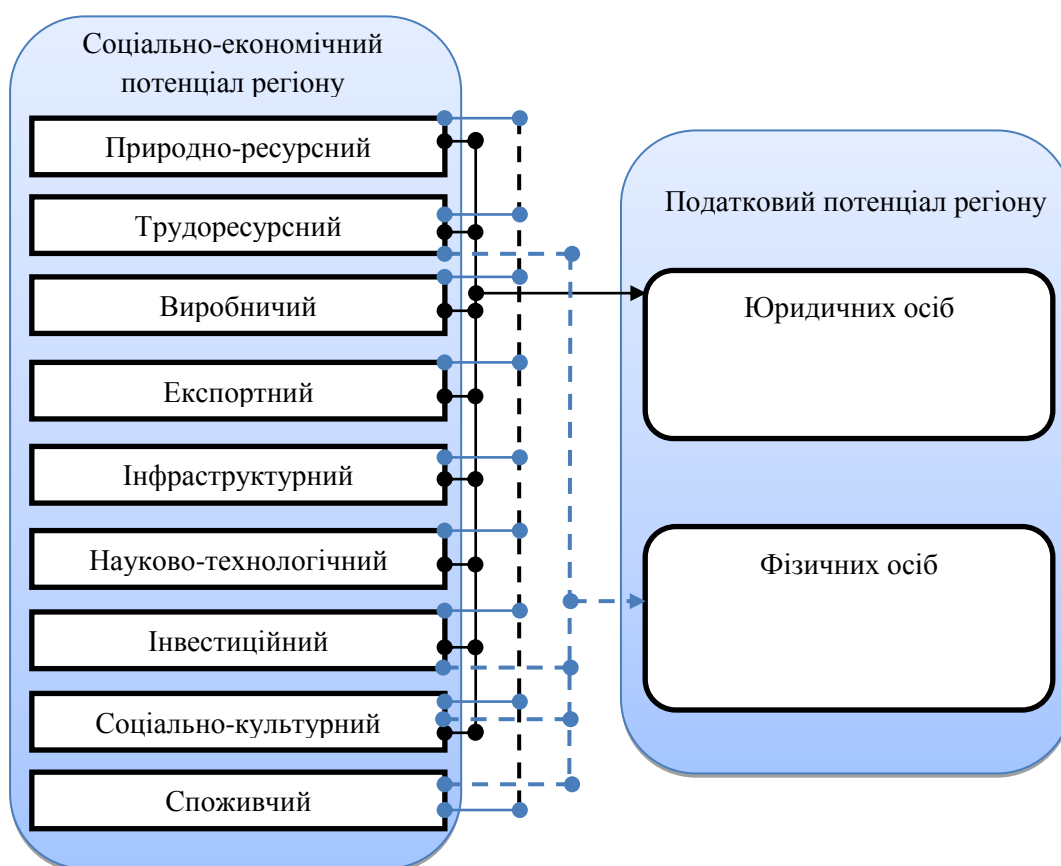 Соціально-економічний
потенціал регіону
Природно-ресурсний
Трудоресурсний
Виробничий
Експортний
Інфраструктурний
Науково-технологічний
Інвестиційний
Соціально-культурний
Споживчий
Податковий потенціал регіону
Юридичних осіб
Фізичних осіб